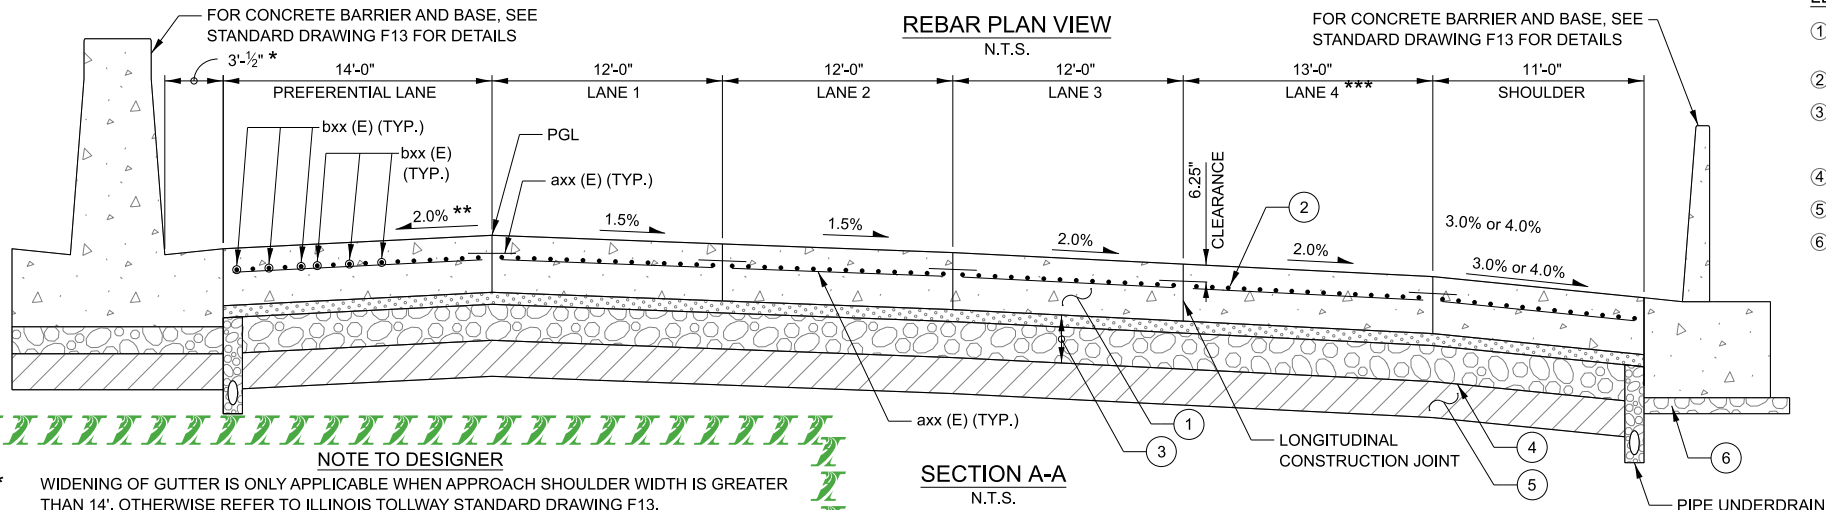 FOR CONCRETE BARRIER AND BASE, SEE
STANDARD DRAWING F13 FOR DETAILS
REBAR PLAN VIEW
N.T.S.
FOR CONCRETE BARRIER AND BASE, SEE
STANDARD DRAWING F13 FOR DETAILS
3'-½" *
14'-0"
12'-0"
12'-0"
12'-0"
13'-0"
11'-0"
PREFERENTIAL LANE
LANE 1
LANE 2
LANE 3
LANE 4 ***
SHOULDER
1
2
3
4
5
6
bxx (E) (TYP.)
bxx (E)
(TYP.)
PGL
axx (E) (TYP.)
6.25"
CLEARANCE
2
2.0% **
1.5%
1.5%
2.0%
2.0%
3.0% or 4.0%
3.0% or 4.0%
axx (E) (TYP.)
1
3
LONGITUDINAL
CONSTRUCTION JOINT
4
5
6
PIPE UNDERDRAIN
SECTION A-A
N.T.S.
NOTE TO DESIGNER
* WIDENING OF GUTTER IS ONLY APPLICABLE WHEN APPROACH SHOULDER WIDTH IS GREATER
THAN 14'. OTHERWISE REFER TO ILLINOIS TOLLWAY STANDARD DRAWING F13.